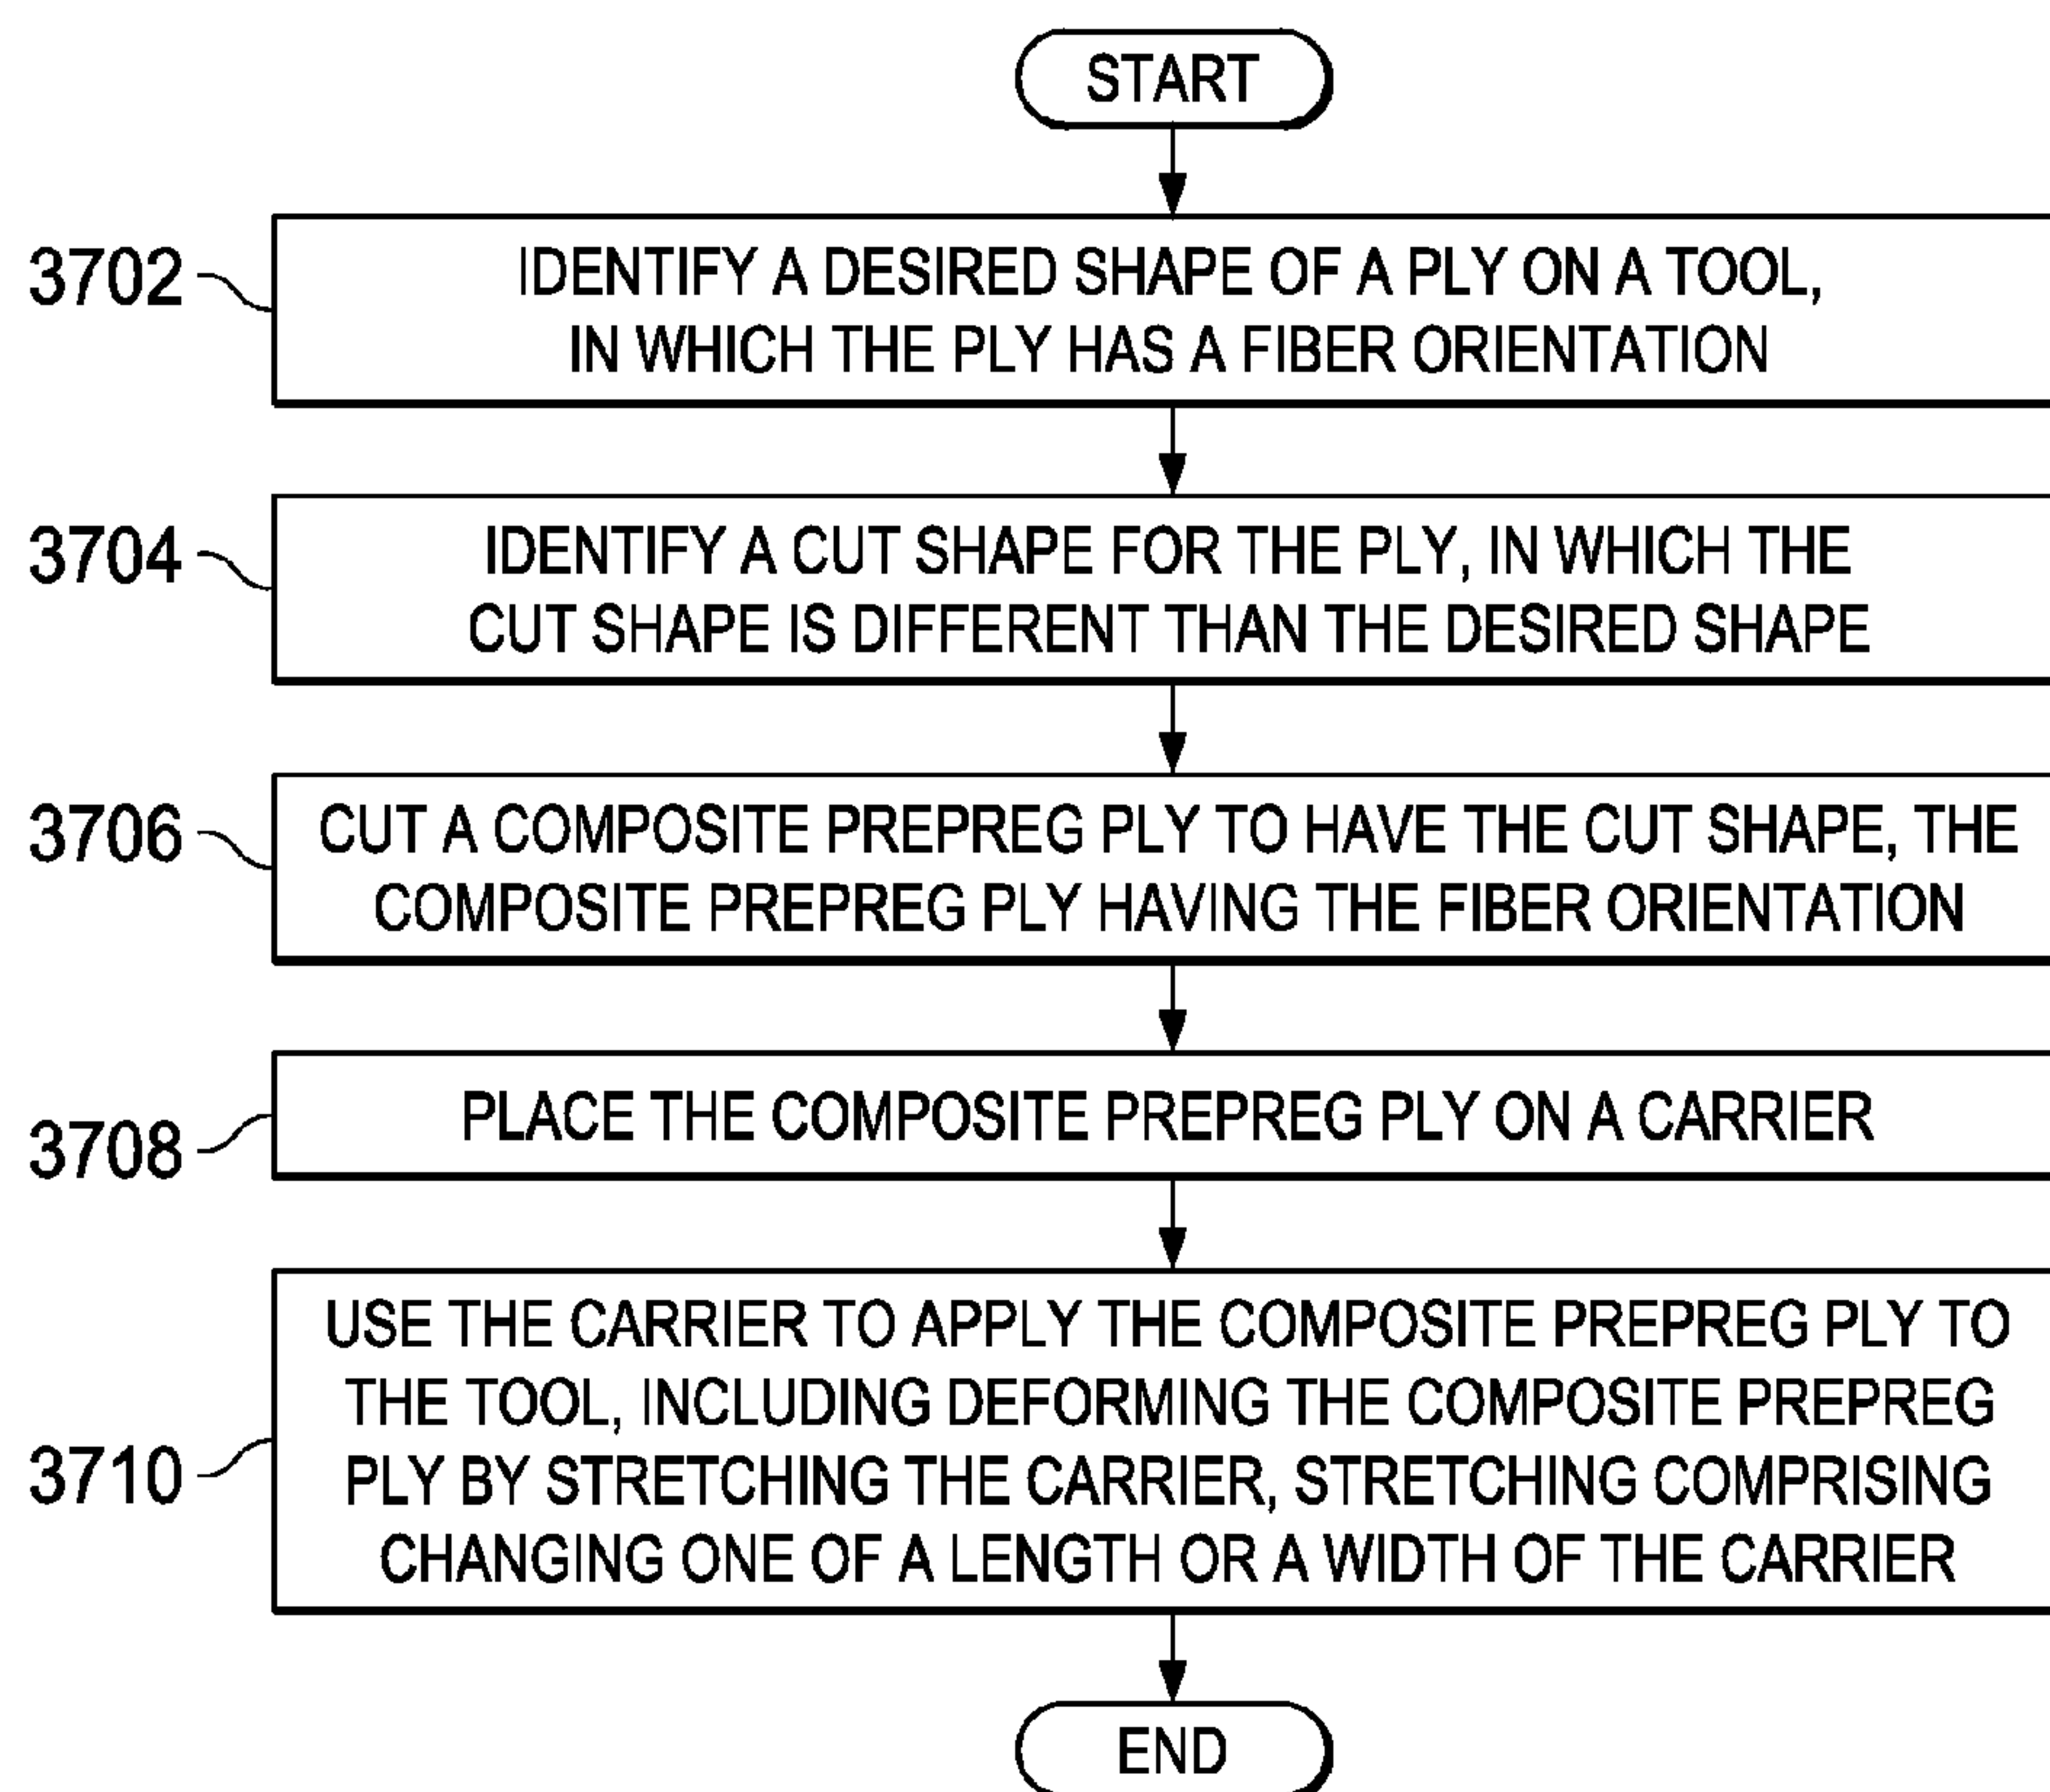 START
3702
IDENTIFY A DESIRED SHAPE OF A PLY ON A TOOL,
IN WHICH THE PLY HAS A FIBER ORIENTATION
3704
IDENTIFY A CUT SHAPE FOR THE PLY, IN WHICH THE
CUT SHAPE IS DIFFERENT THAN THE DESIRED SHAPE
3706
CUT A COMPOSITE PREPREG PLY TO HAVE THE CUT SHAPE, THE
COMPOSITE PREPREG PLY HAVING THE FIBER ORIENTATION
3708
PLACE THE COMPOSITE PREPREG PLY ON A CARRIER
3710
USE THE CARRIER TO APPLY THE COMPOSITE PREPREG PLY TO
THE TOOL, INCLUDING DEFORMING THE COMPOSITE PREPREG
PLY BY STRETCHING THE CARRIER, STRETCHING COMPRISING
CHANGING ONE OF A LENGTH OR A WIDTH OF THE CARRIER
END